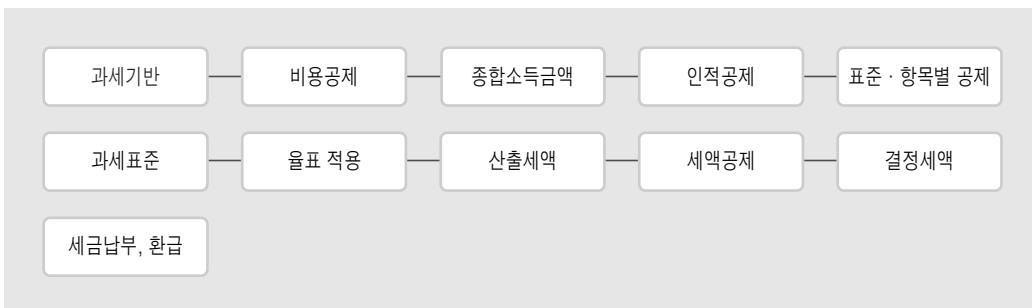 과세기반 비용공제 종합소득금액 인적공제 표준 · 항목별 공제
과세표준 율표 적용 산출세액 세액공제 결정세액
세금납부, 환급